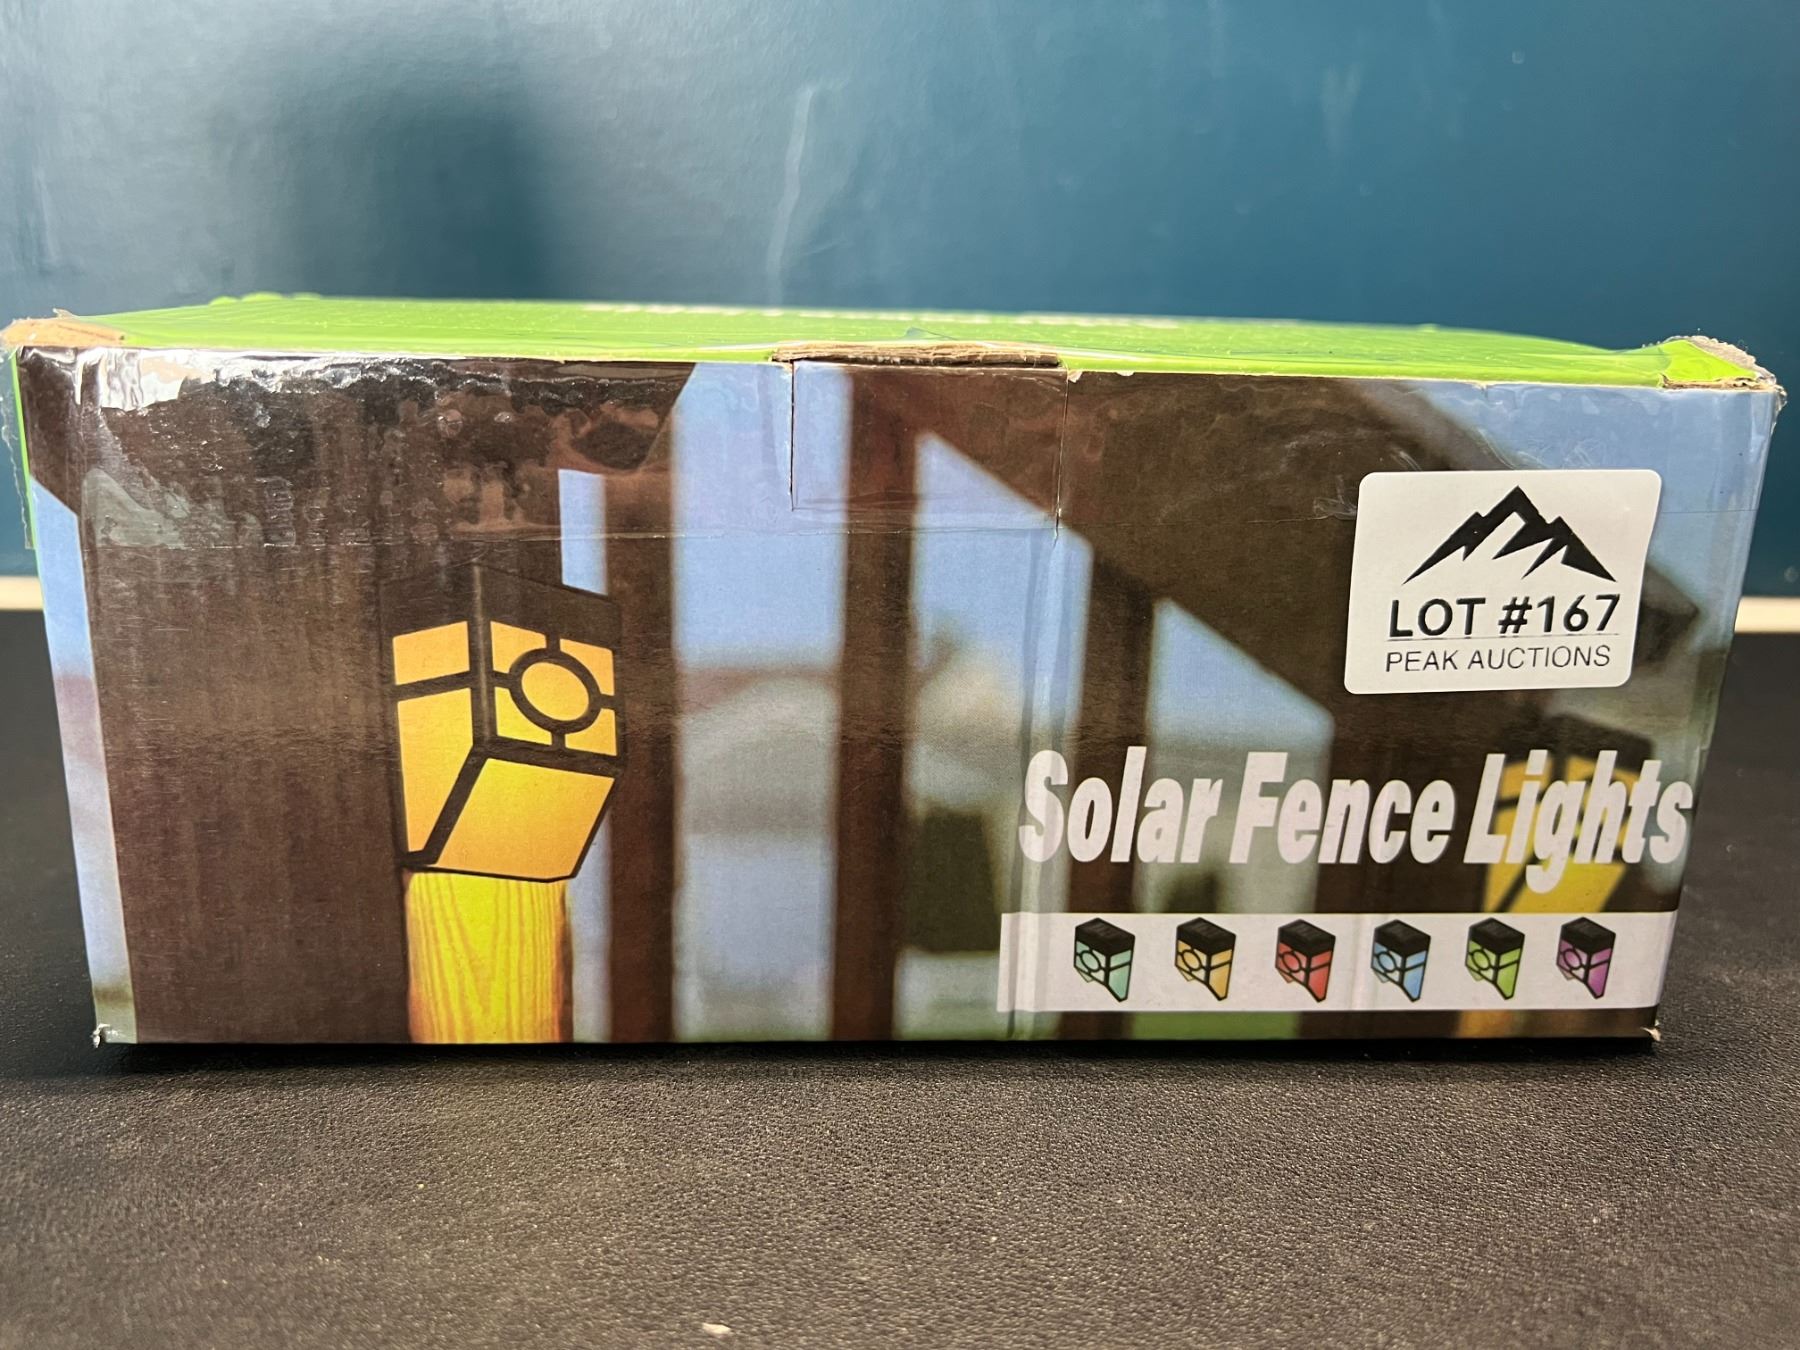 LOT #167
PEAK AUCTIONS
Solar Fence Lights